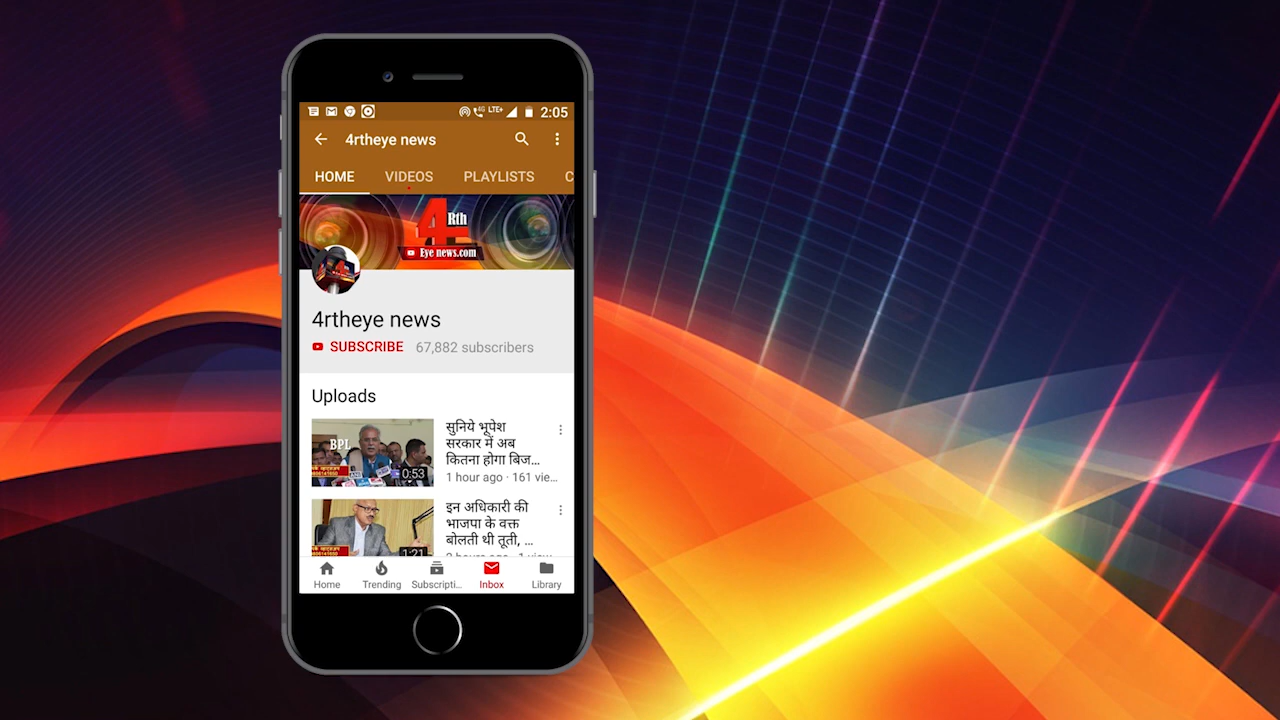 4G LTE+ 2:05
4rtheye news
HOME VIDEOS PLAYLISTS C
4 Rth
Eye news.com
4rtheye news
SUBSCRIBE 67,882 subscribers
Uploads
BPL
0:53
सुनिये भूपेश
सरकार में अब
कितना होगा बिज...
1 hour ago · 161 vie...
1:21
इन अधिकारी की
भाजपा के वक्त
बोलती थी तूती, ...
Home Trending Subscripti... Inbox Library